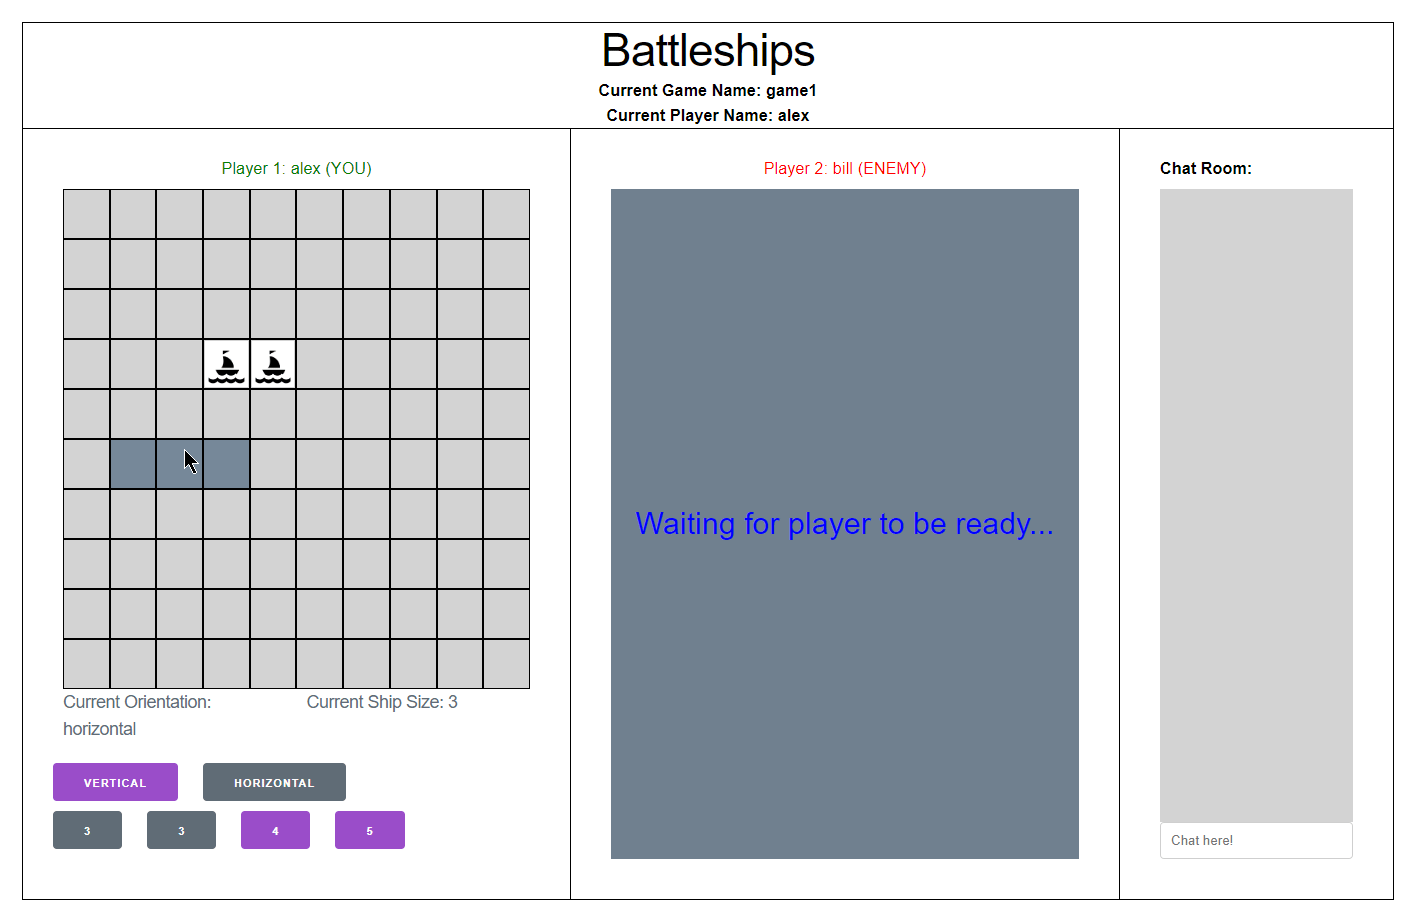 Battleships
Current Game Name: game1
Current Player Name: alex
Player 1: alex (YOU)
Current Orientation:
horizontal
Current Ship Size: 3
VERTICAL
HORIZONTAL
3
3
4
5
Player 2: bill (ENEMY)
Waiting for player to be ready...
Chat Room:
Chat here!